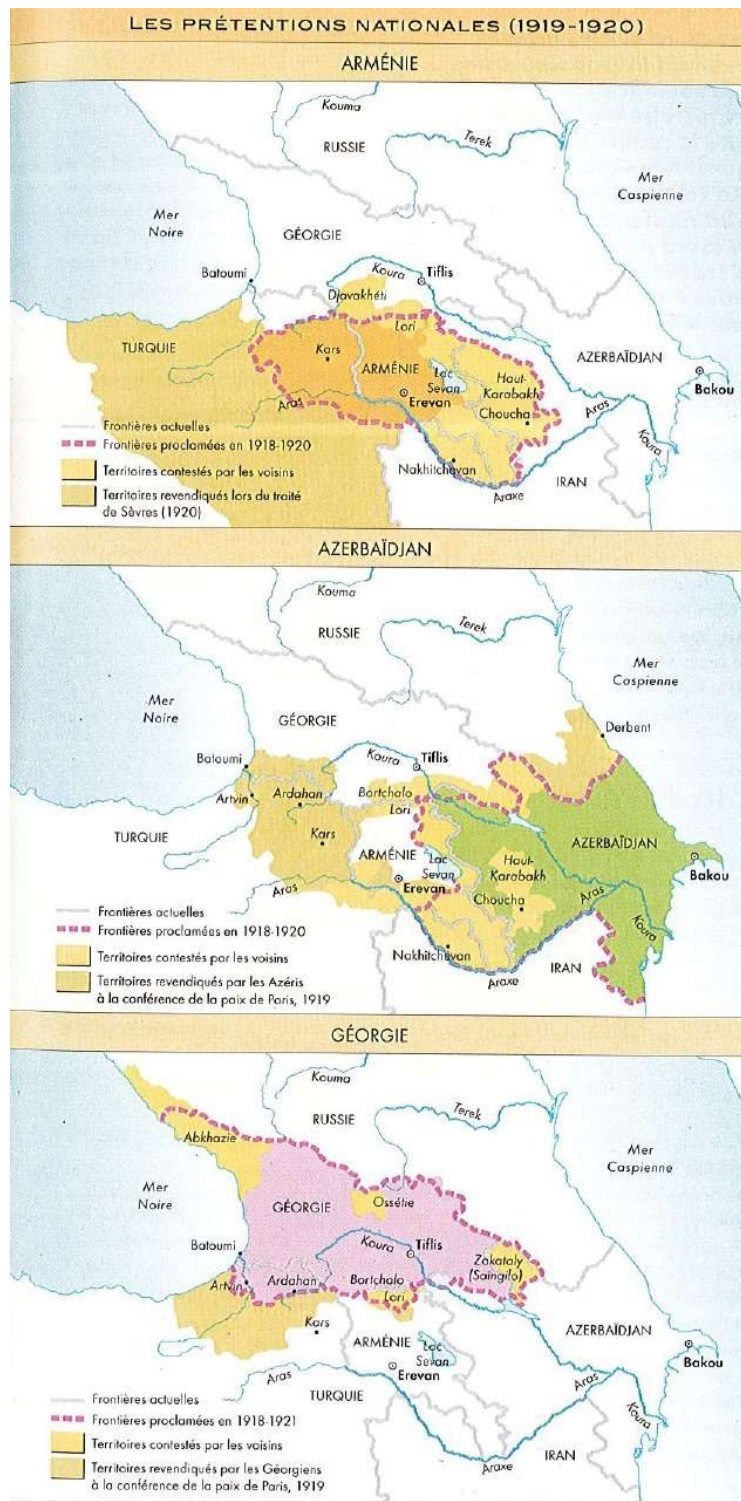 LES PRÉTENTIONS NATIONALES (1919-1920)
ARMÉNIE
Kouma
RUSSIE
Terek
Mer
Caspienne
Mer
Noire
GÉORGIE
Batoumi
Koura
Tiflis
Djavakhéti
TURQUIE
Lori
Kars
ARMÉNIE
Lac
Sevan
AZERBAÏDJAN
Bakou
Haut-
Karabakh
Aras
Erevan
Choucha
Aras
Koura
Nakhitchevan
IRAN
Araxe
Frontières actuelles
Frontières proclamées en 1918-1920
Territoires contestés par les voisins
Territoires revendiqués lors du traité
de Sèvres (1920)
AZERBAÏDJAN
Kouma
RUSSIE
Terek
Mer
Caspienne
Mer
Noire
GÉORGIE
Derbent
Batoumi
Koura
Tiflis
Artvin
Ardahan
Bortchalo
Lori
TURQUIE
Kars
ARMÉNIE
AZERBAÏDJAN
Lac
Sevan
Haut-
Karabakh
Bakou
Aras
Erevan
Choucha
Aras
Koura
Nakhitchevan
IRAN
Araxe
Frontières actuelles
Frontières proclamées en 1918-1920
Territoires contestés par les voisins
Territoires revendiqués par les Azéris
à la conférence de la paix de Paris, 1919
GÉORGIE
Kouma
RUSSIE
Terek
Abkhazie
Mer
Caspienne
Mer
Noire
GÉORGIE
Ossétie
Batoumi
Koura
Tiflis
Zakataly
(Saingilo)
Artvin
Ardahan
Bortchalo
Lori
Kars
ARMÉNIE
AZERBAÏDJAN
Lac
Sevan
Bakou
Erevan
Aras
TURQUIE
Aras
Koura
IRAN
Araxe
Frontières actuelles
Frontières proclamées en 1918-1921
Territoires contestés par les voisins
Territoires revendiqués par les Géorgiens
à la conférence de la paix de Paris, 1919